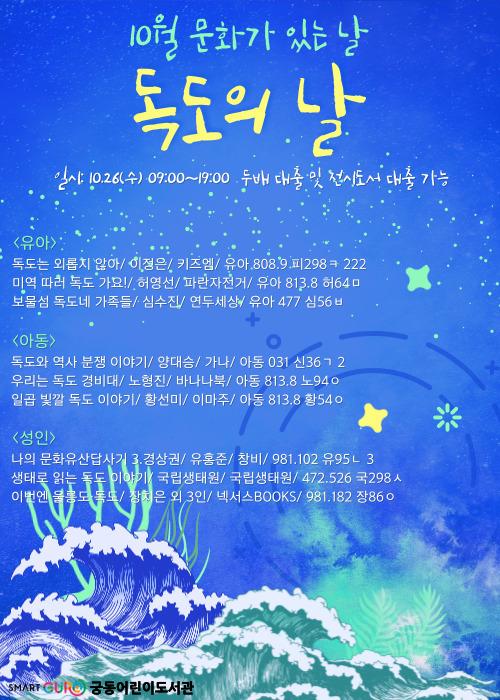 10월 문화가 있는 날
독도의 날
일시: 10.26(수) 09:00~19:00 두배 대출 및 전시도서 대출 가능
<유아>
독도는 외롭지 않아/ 이정은/ 키즈엠/ 유아 808.9 피298ㅋ 222
미역 따러 독도 가요!/ 허영선/ 파란자전거/ 유아 813.8 허64ㅁ
보물섬 독도네 가족들/ 심수진/ 연두세상/ 유아 477 심56ㅂ
<아동>
독도와 역사 분쟁 이야기/ 양대승/ 가나/ 아동 031 신36ㄱ 2
우리는 독도 경비대/ 노형진/ 바나나북/ 아동 813.8 노94ㅇ
일곱 빛깔 독도 이야기/ 황선미/ 이마주/ 아동 813.8 황54ㅇ
<성인>
나의 문화유산답사기 3.경상권/ 유홍준/ 창비/ 981.102 유95ㄴ 3
생태로 읽는 독도 이야기/ 국립생태원/ 국립생태원/ 472.526 국298ㅅ
이번엔 울릉도 독도/ 장치은 외 3인/ 넥서스BOOKS/ 981.182 장86ㅇ
SMART GURO 궁동어린이도서관